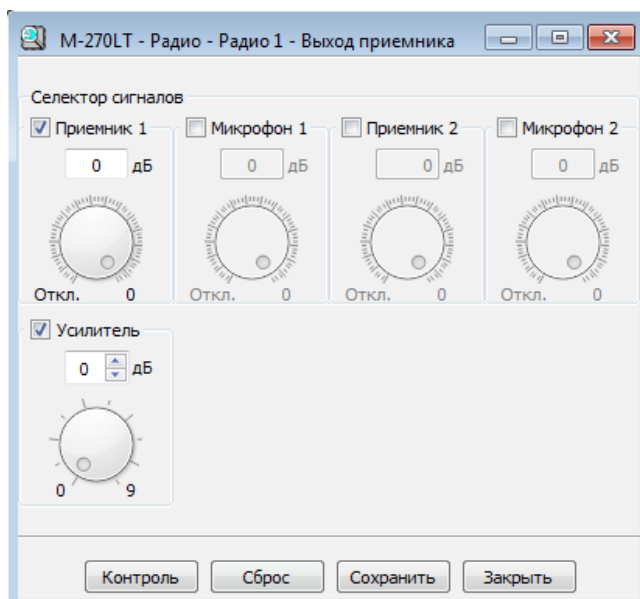 M-270LT - Радио - Радио 1 - Выход приемника
Селектор сигналов
Приемник 1 Микрофон 1 Приемник 2 Микрофон 2
0 дБ 0 дБ 0 дБ 0 дБ
Откл. 0 Откл. 0 Откл. 0 Откл. 0
Усилитель
0 дБ
0 9
Контроль Сброс Сохранить Закрыть